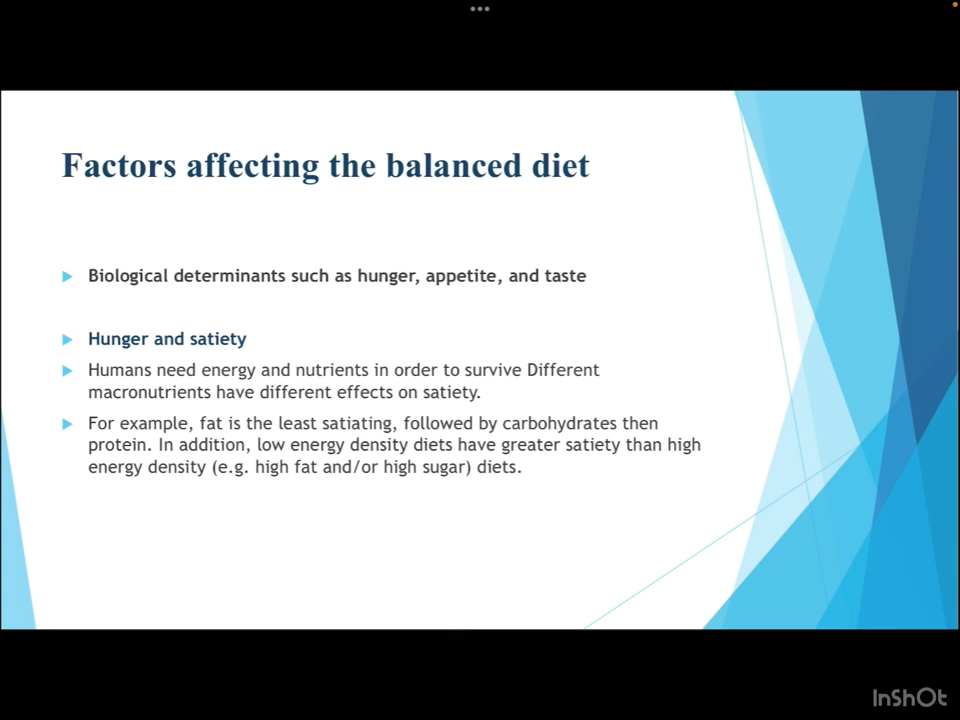 Factors affecting the balanced diet
Biological determinants such as hunger, appetite, and taste
Hunger and satiety
Humans need energy and nutrients in order to survive Different
macronutrients have different effects on satiety.
For example, fat is the least satiating, followed by carbohydrates then
protein. In addition, low energy density diets have greater satiety than high
energy density (e.g. high fat and/or high sugar) diets.
InShOt